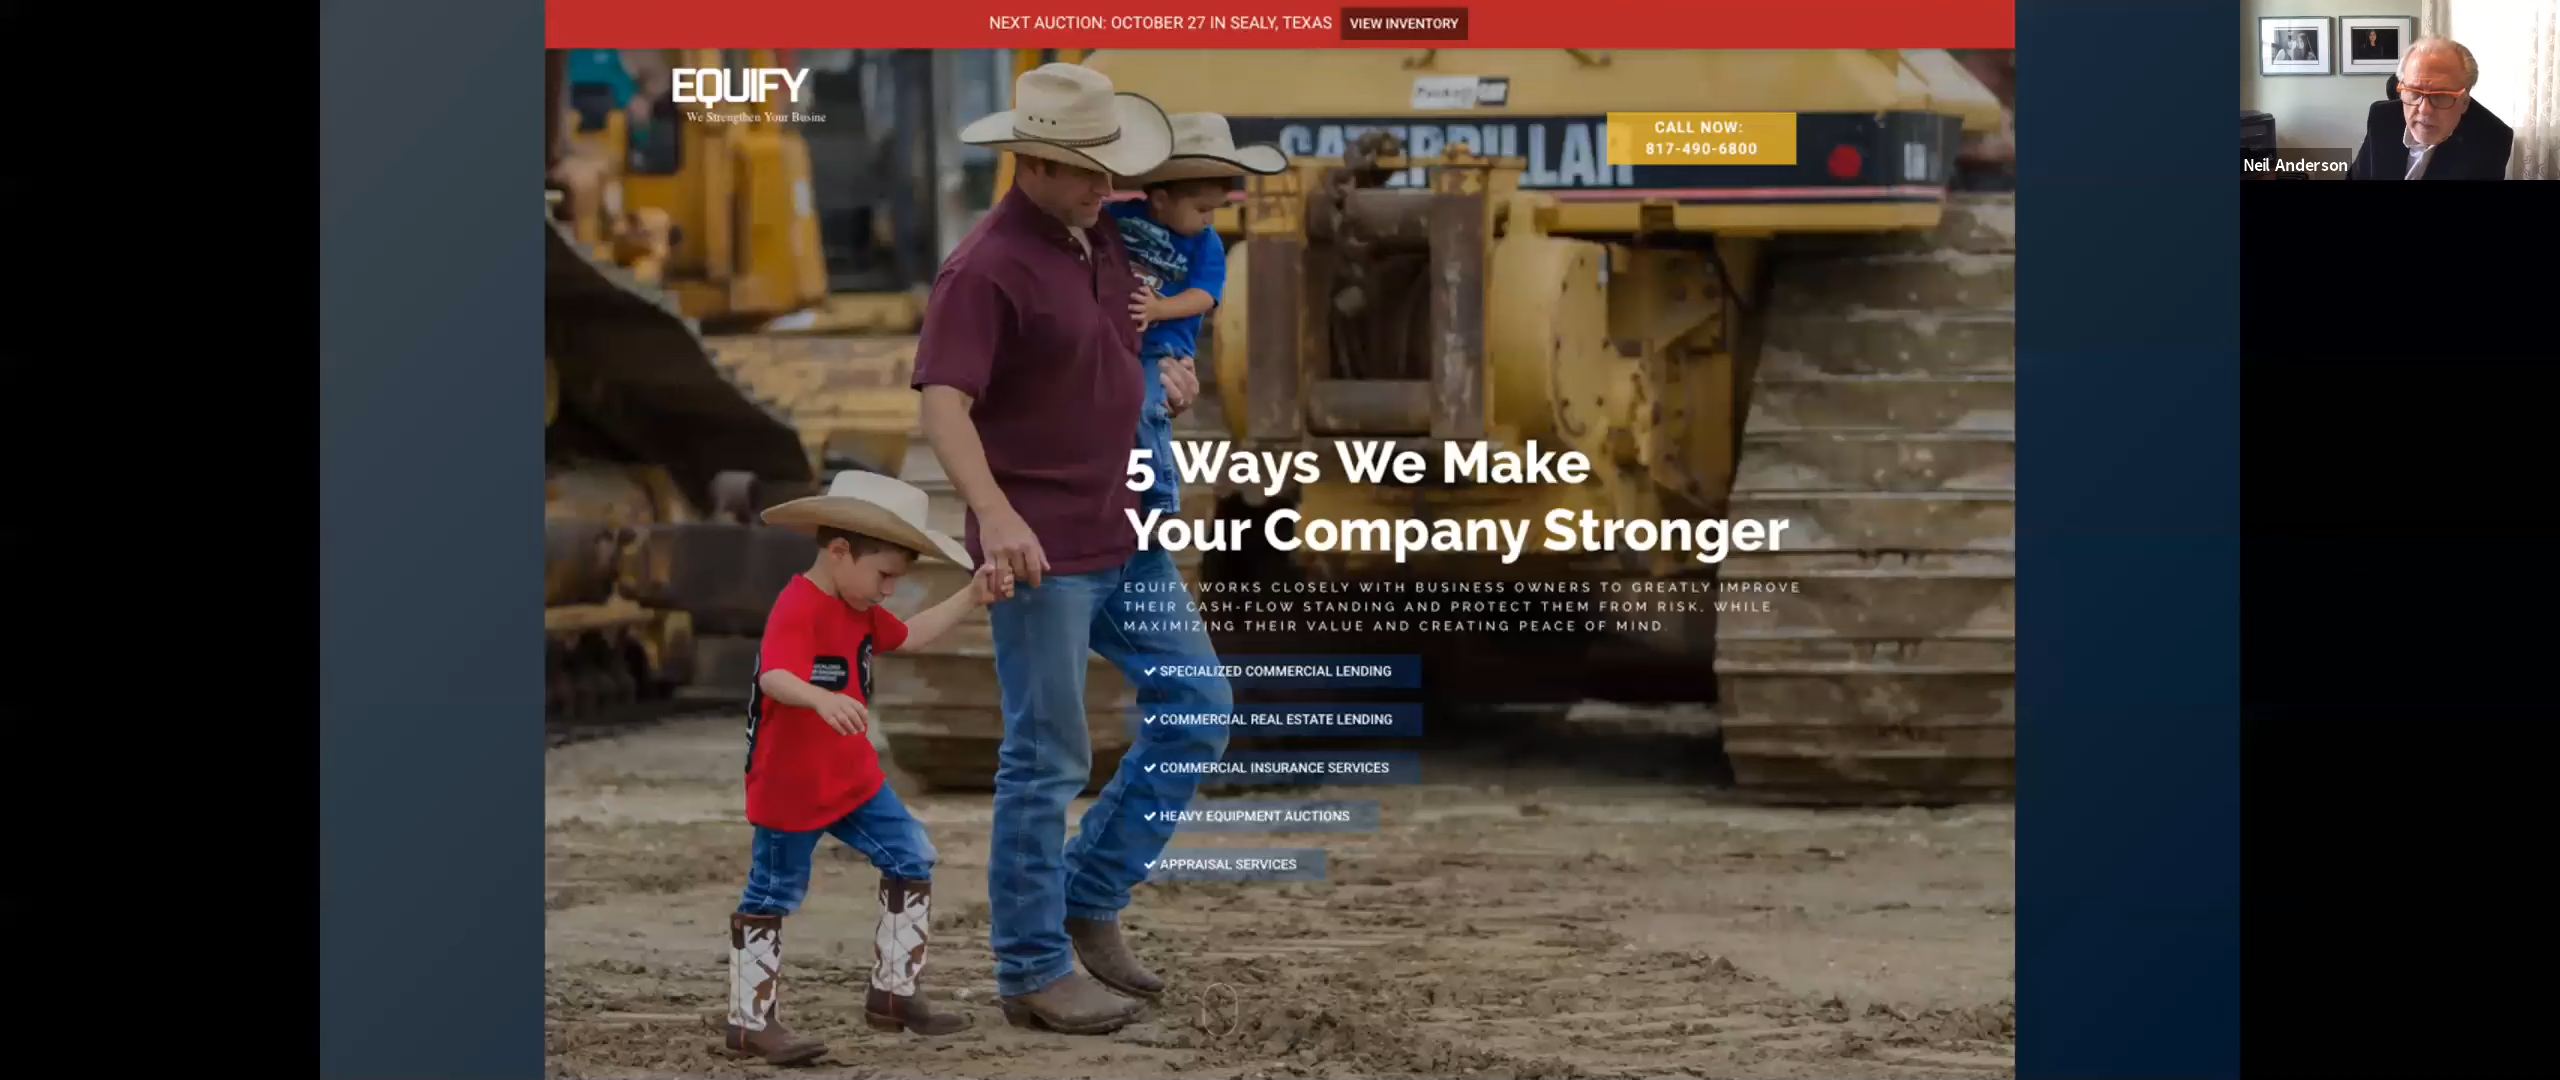 NEXT AUCTION: OCTOBER 27 IN SEALY, TEXAS VIEW INVENTORY
EQUIFY
We Strengthen Your Busine
CALL NOW:
817-490-6800
CATERPILLAR
Neil Anderson
5 Ways We Make
Your Company Stronger
EQUIFY WORKS CLOSELY WITH BUSINESS OWNERS TO GREATLY IMPROVE
THEIR CASH-FLOW STANDING AND PROTECT THEM FROM RISK, WHILE
MAXIMIZING THEIR VALUE AND CREATING PEACE OF MIND.
✔ SPECIALIZED COMMERCIAL LENDING
✔ COMMERCIAL REAL ESTATE LENDING
✔ COMMERCIAL INSURANCE SERVICES
✔ HEAVY EQUIPMENT AUCTIONS
✔ APPRAISAL SERVICES